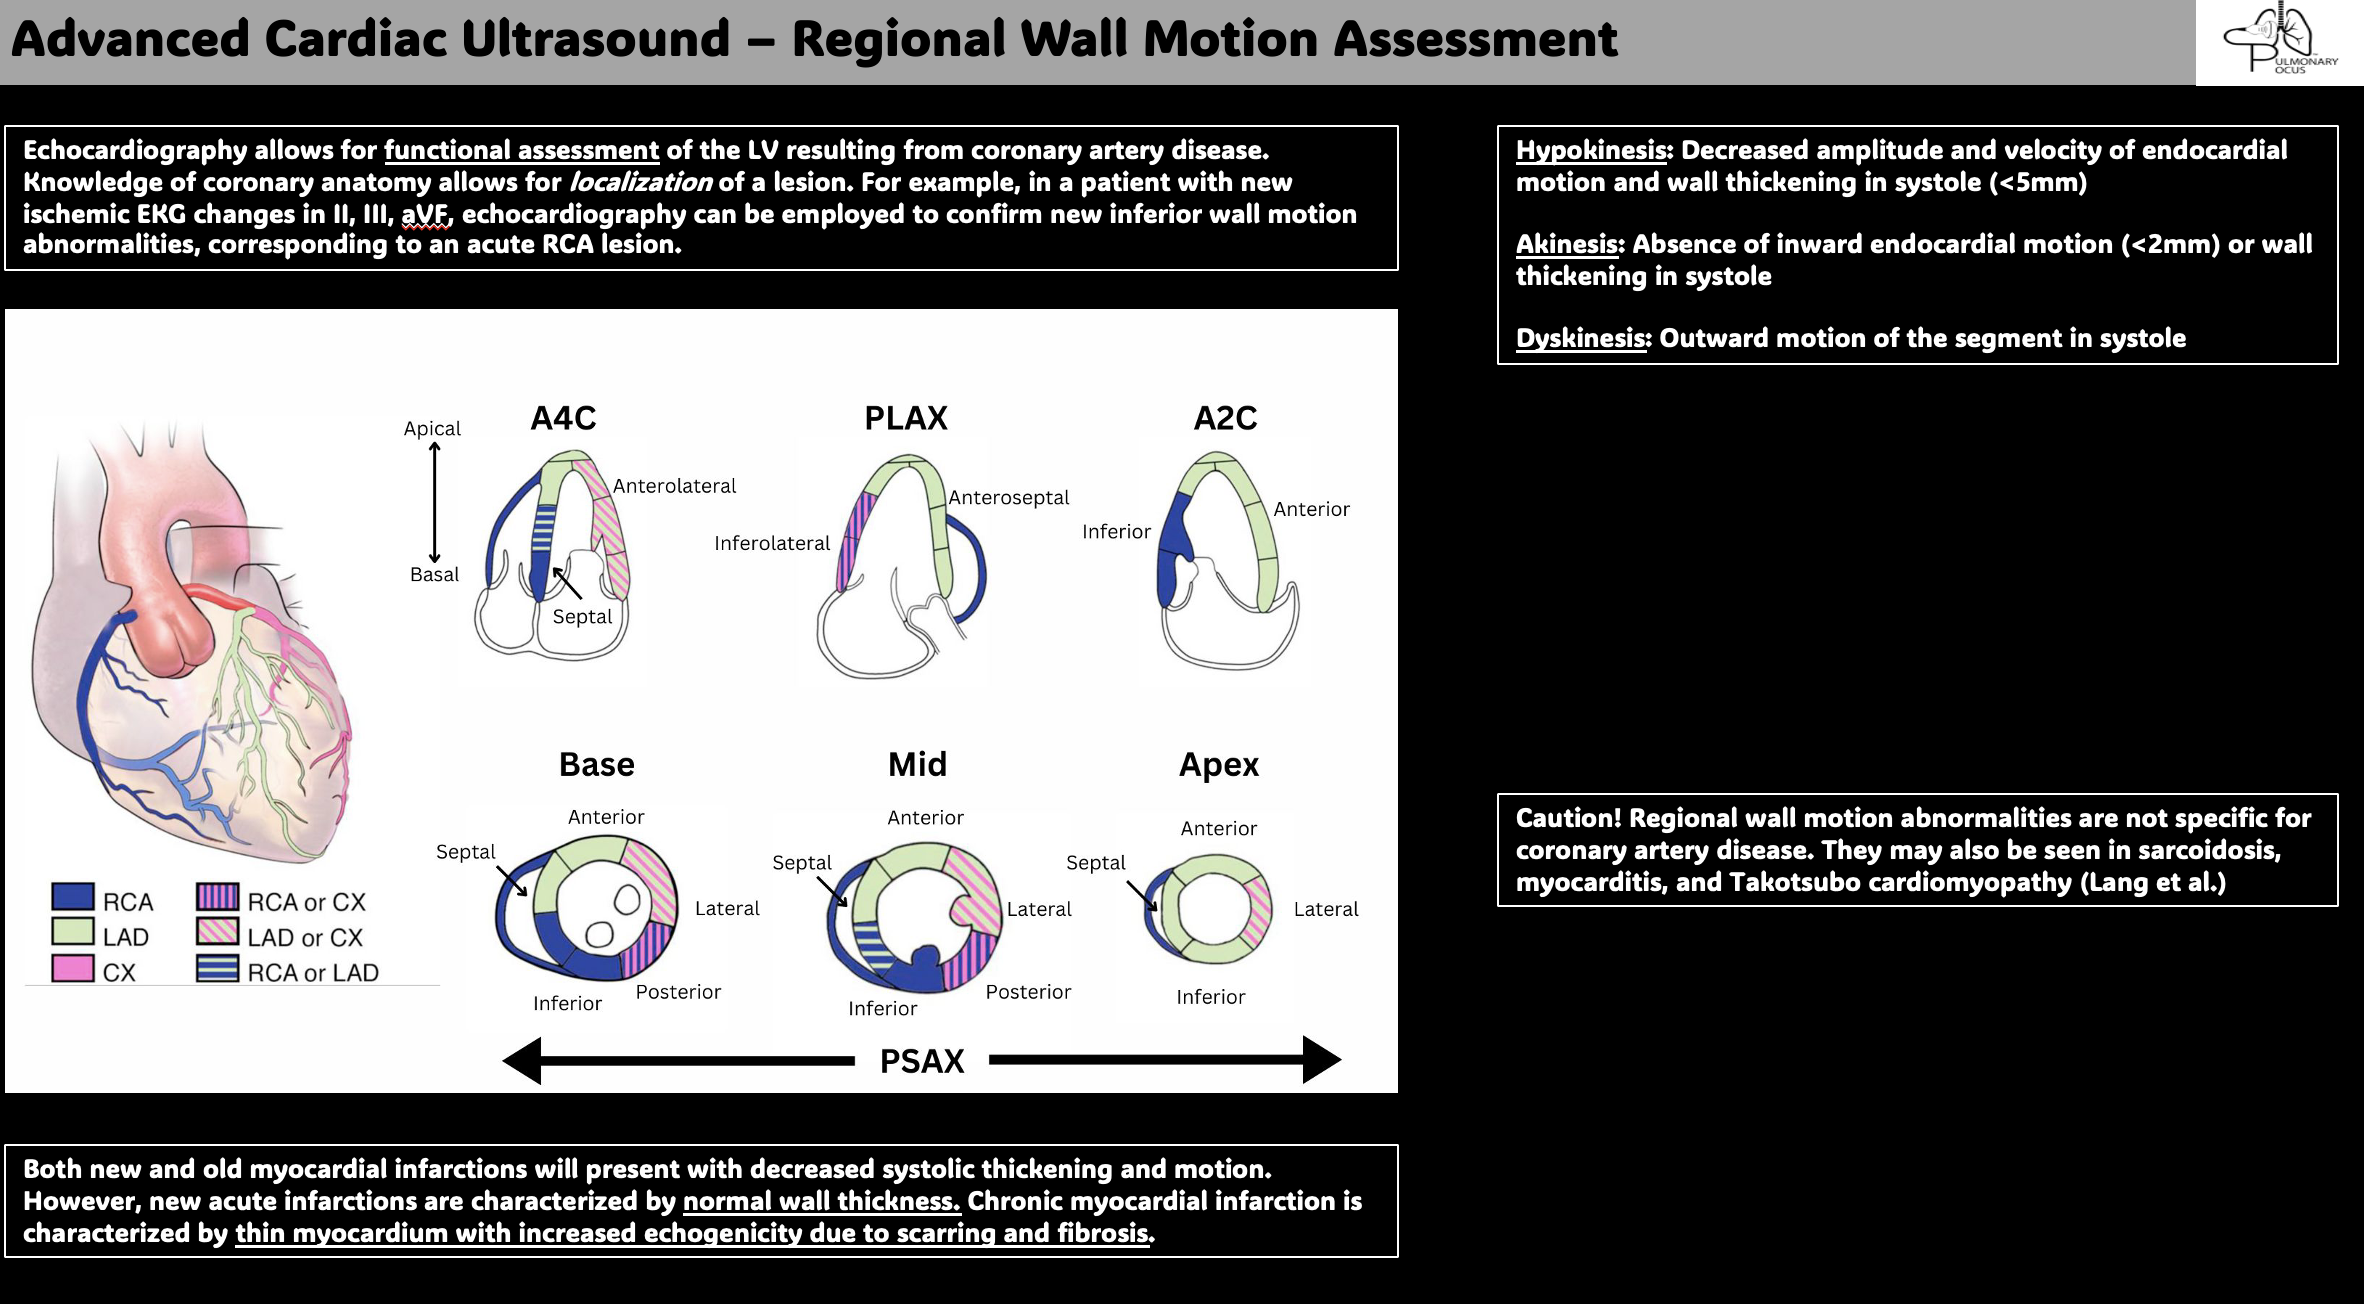 Advanced Cardiac Ultrasound – Regional Wall Motion Assessment
PULMONARY
POCUS
Echocardiography allows for functional assessment of the LV resulting from coronary artery disease.
Knowledge of coronary anatomy allows for localization of a lesion. For example, in a patient with new
ischemic EKG changes in II, III, aVF, echocardiography can be employed to confirm new inferior wall motion
abnormalities, corresponding to an acute RCA lesion.
Hypokinesis: Decreased amplitude and velocity of endocardial
motion and wall thickening in systole (<5mm)
Akinesis: Absence of inward endocardial motion (<2mm) or wall
thickening in systole
Dyskinesis: Outward motion of the segment in systole
A4C
PLAX
A2C
Apical
Basal
Anterolateral
Septal
Anteroseptal
Inferolateral
Inferior
Anterior
Base
Mid
Apex
Anterior
Septal
Lateral
Inferior
Posterior
Anterior
Septal
Lateral
Inferior
Posterior
Anterior
Septal
Lateral
Inferior
RCA
LAD
CX
RCA or CX
LAD or CX
RCA or LAD
PSAX
Caution! Regional wall motion abnormalities are not specific for
coronary artery disease. They may also be seen in sarcoidosis,
myocarditis, and Takotsubo cardiomyopathy (Lang et al.)
Both new and old myocardial infarctions will present with decreased systolic thickening and motion.
However, new acute infarctions are characterized by normal wall thickness. Chronic myocardial infarction is
characterized by thin myocardium with increased echogenicity due to scarring and fibrosis.